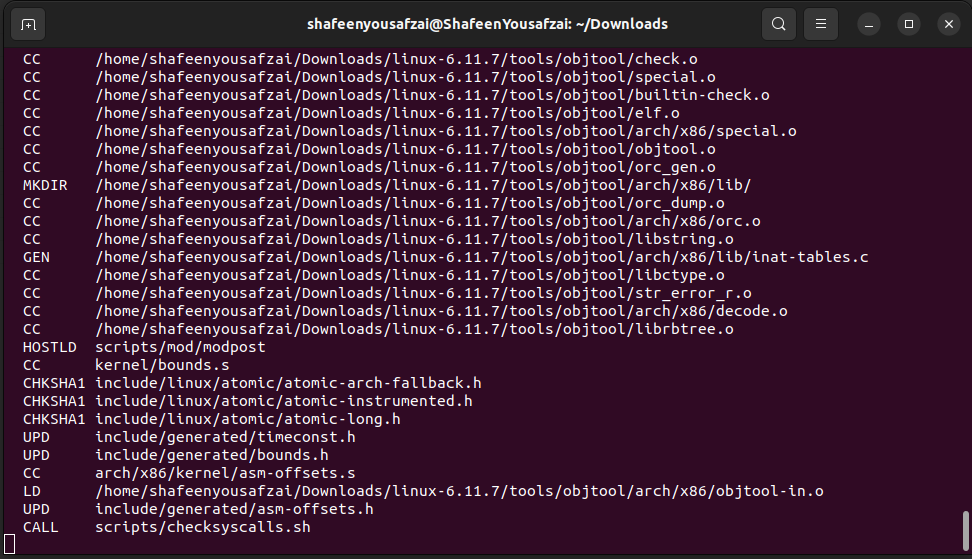 shafeenyousafzai@ShafeenYousafzai: ~/Downloads
CC /home/shafeenyousafzai/Downloads/linux-6.11.7/tools/objtool/check.o
CC /home/shafeenyousafzai/Downloads/linux-6.11.7/tools/objtool/special.o
CC /home/shafeenyousafzai/Downloads/linux-6.11.7/tools/objtool/builtin-check.o
CC /home/shafeenyousafzai/Downloads/linux-6.11.7/tools/objtool/elf.o
CC /home/shafeenyousafzai/Downloads/linux-6.11.7/tools/objtool/arch/x86/special.o
CC /home/shafeenyousafzai/Downloads/linux-6.11.7/tools/objtool/objtool.o
CC /home/shafeenyousafzai/Downloads/linux-6.11.7/tools/objtool/orc_gen.o
MKDIR /home/shafeenyousafzai/Downloads/linux-6.11.7/tools/objtool/arch/x86/lib/
CC /home/shafeenyousafzai/Downloads/linux-6.11.7/tools/objtool/orc_dump.o
CC /home/shafeenyousafzai/Downloads/linux-6.11.7/tools/objtool/arch/x86/orc.o
CC /home/shafeenyousafzai/Downloads/linux-6.11.7/tools/objtool/libstring.o
GEN /home/shafeenyousafzai/Downloads/linux-6.11.7/tools/objtool/arch/x86/lib/inat-tables.c
CC /home/shafeenyousafzai/Downloads/linux-6.11.7/tools/objtool/libctype.o
CC /home/shafeenyousafzai/Downloads/linux-6.11.7/tools/objtool/str_error_r.o
CC /home/shafeenyousafzai/Downloads/linux-6.11.7/tools/objtool/arch/x86/decode.o
CC /home/shafeenyousafzai/Downloads/linux-6.11.7/tools/objtool/librbtree.o
HOSTLD scripts/mod/modpost
CC kernel/bounds.s
CHKSHA1 include/linux/atomic/atomic-arch-fallback.h
CHKSHA1 include/linux/atomic/atomic-instrumented.h
CHKSHA1 include/linux/atomic/atomic-long.h
UPD include/generated/timeconst.h
UPD include/generated/bounds.h
CC arch/x86/kernel/asm-offsets.s
LD /home/shafeenyousafzai/Downloads/linux-6.11.7/tools/objtool/arch/x86/objtool-in.o
UPD include/generated/asm-offsets.h
CALL scripts/checksyscalls.sh